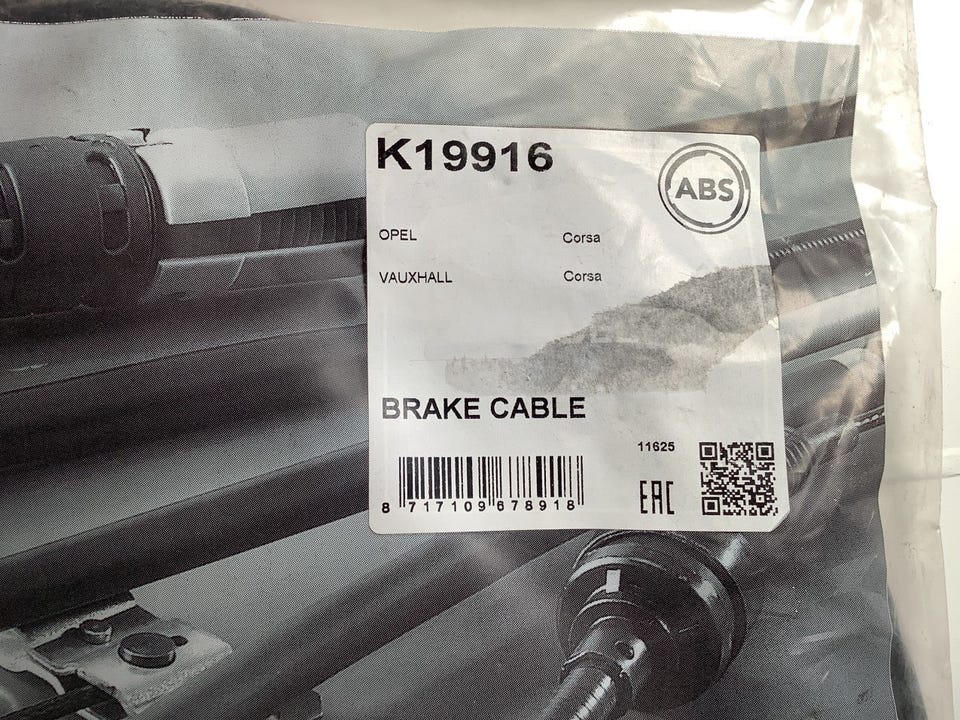 K19916
ABS
OPEL Corsa
VAUXHALL Corsa
BRAKE CABLE
11625
8 717109 678918
EAC